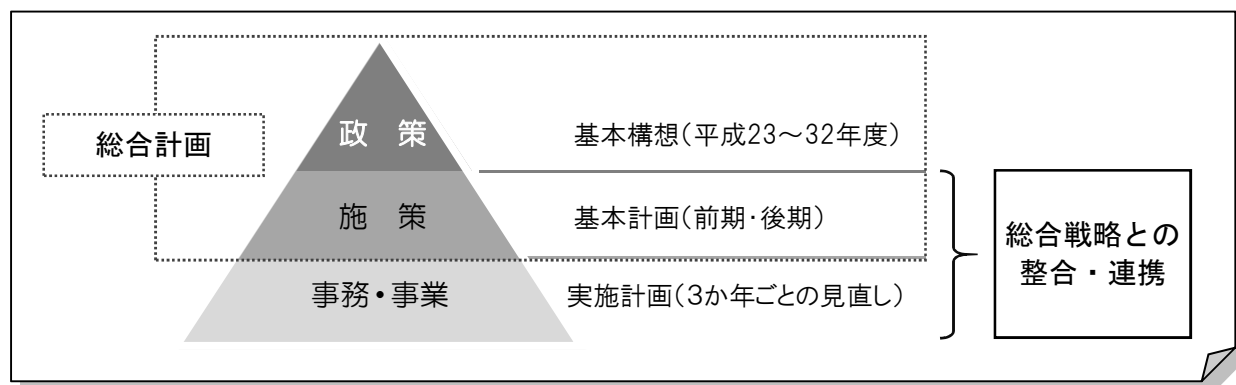 総合計画
政　策
基本構想（平成23～32年度）
施　策
基本計画（前期・後期）
事務・事業
実施計画（３か年ごとの見直し）
総合戦略との
整合・連携